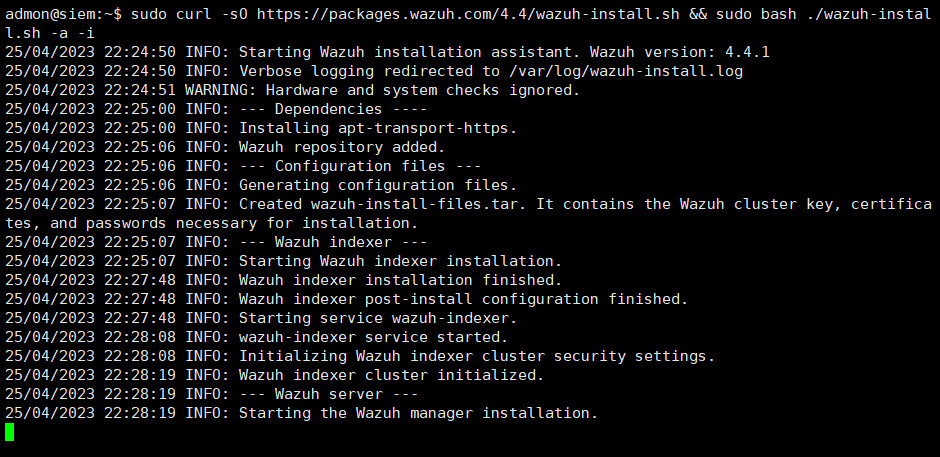 admon@siem:~$ sudo curl -sO https://packages.wazuh.com/4.4/wazuh-install.sh && sudo bash ./wazuh-instal
l.sh -a -i
25/04/2023 22:24:50 INFO: Starting Wazuh installation assistant. Wazuh version: 4.4.1
25/04/2023 22:24:50 INFO: Verbose logging redirected to /var/log/wazuh-install.log
25/04/2023 22:24:51 WARNING: Hardware and system checks ignored.
25/04/2023 22:25:00 INFO: --- Dependencies ----
25/04/2023 22:25:00 INFO: Installing apt-transport-https.
25/04/2023 22:25:06 INFO: Wazuh repository added.
25/04/2023 22:25:06 INFO: --- Configuration files ---
25/04/2023 22:25:06 INFO: Generating configuration files.
25/04/2023 22:25:07 INFO: Created wazuh-install-files.tar. It contains the Wazuh cluster key, certifica
tes, and passwords necessary for installation.
25/04/2023 22:25:07 INFO: --- Wazuh indexer ---
25/04/2023 22:25:07 INFO: Starting Wazuh indexer installation.
25/04/2023 22:27:48 INFO: Wazuh indexer installation finished.
25/04/2023 22:27:48 INFO: Wazuh indexer post-install configuration finished.
25/04/2023 22:27:48 INFO: Starting service wazuh-indexer.
25/04/2023 22:28:08 INFO: wazuh-indexer service started.
25/04/2023 22:28:08 INFO: Initializing Wazuh indexer cluster security settings.
25/04/2023 22:28:19 INFO: Wazuh indexer cluster initialized.
25/04/2023 22:28:19 INFO: --- Wazuh server ---
25/04/2023 22:28:19 INFO: Starting the Wazuh manager installation.